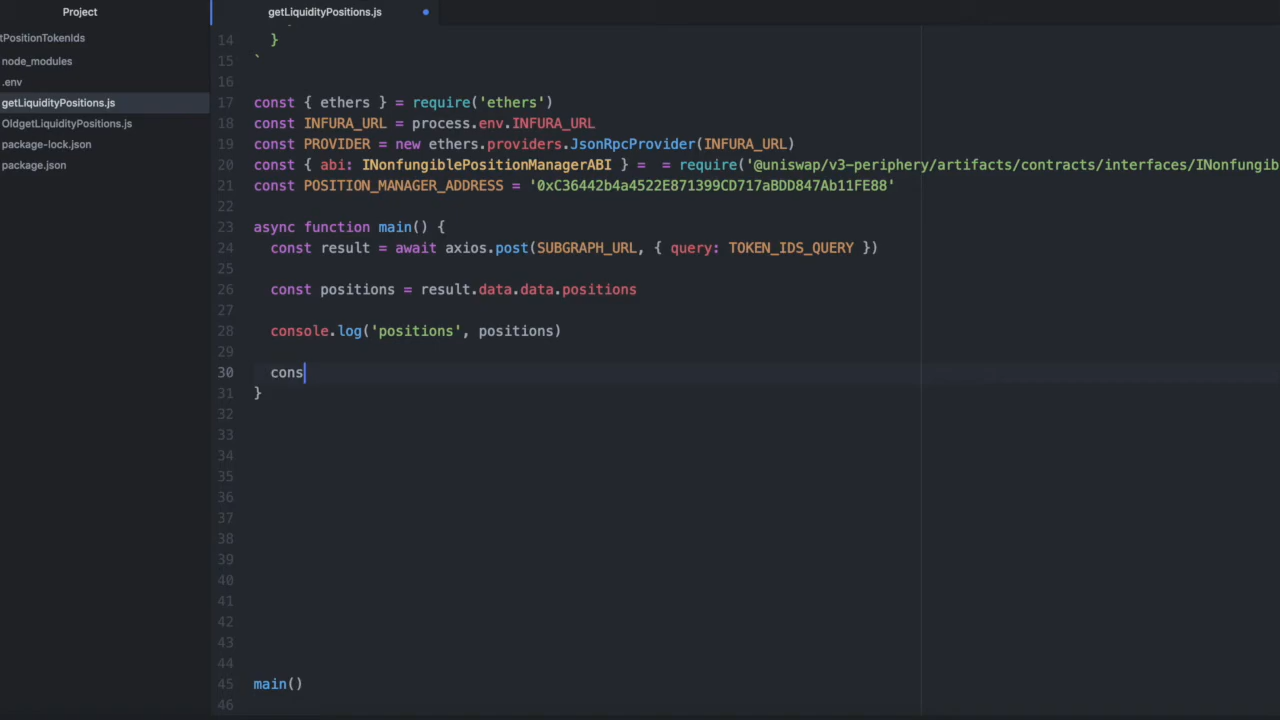 Project
getLiquidityPositions.js
tPositionTokenIds
node_modules
.env
getLiquidityPositions.js
OldgetLiquidityPositions.js
package-lock.json
package.json
14 }
15 `
16
17 const { ethers } = require('ethers')
18 const INFURA_URL = process.env.INFURA_URL
19 const PROVIDER = new ethers.providers.JsonRpcProvider(INFURA_URL)
20 const { abi: INonfungiblePositionManagerABI } =  = require('@uniswap/v3-periphery/artifacts/contracts/interfaces/INonfungib
21 const POSITION_MANAGER_ADDRESS = '0xC36442b4a4522E871399CD717aBDD847Ab11FE88'
22
23 async function main() {
24 const result = await axios.post(SUBGRAPH_URL, { query: TOKEN_IDS_QUERY })
25
26 const positions = result.data.data.positions
27
28 console.log('positions', positions)
29
30 cons
31 }
32
33
34
35
36
37
38
39
40
41
42
43
44
45 main()
46